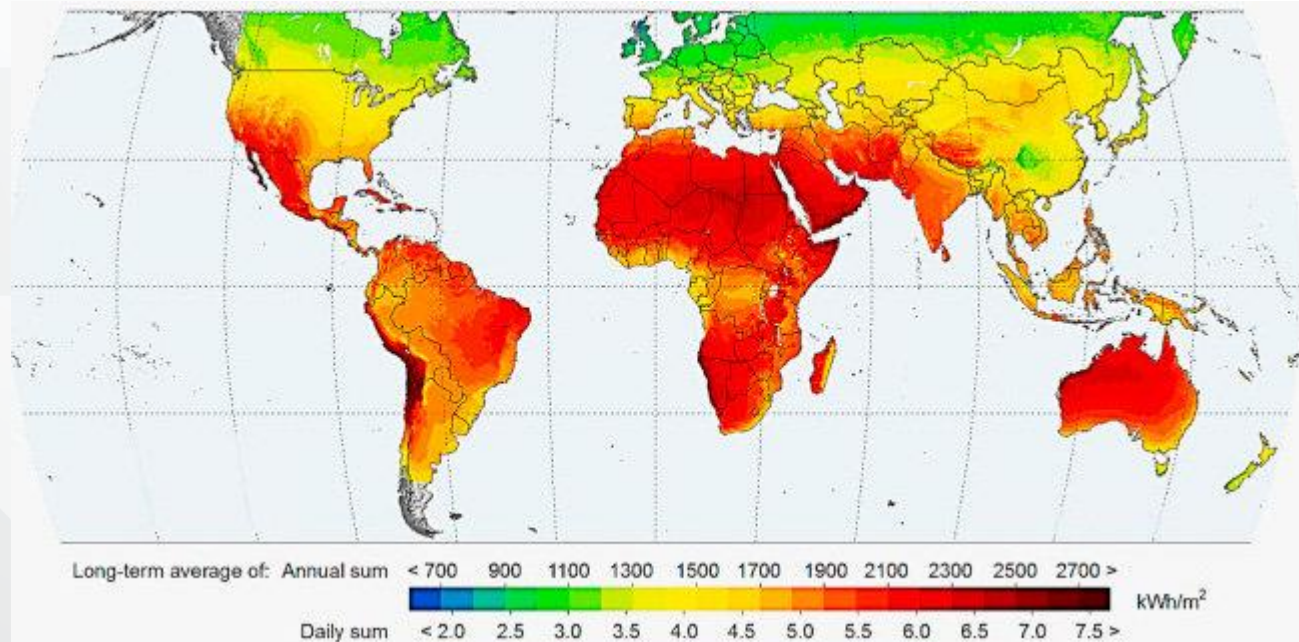 Long-term average of: Annual sum < 700 900 1100 1300 1500 1700 1900 2100 2300 2500 2700 >
kWh/m²
Daily sum < 2.0 2.5 3.0 3.5 4.0 4.5 5.0 5.5 6.0 6.5 7.0 7.5 >